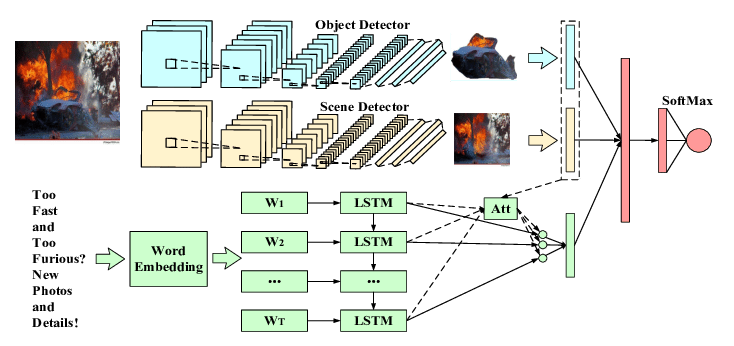 Object Detector
Scene Detector
SoftMax
Too
Fast
and
Too
Furious?
New
Photos
and
Details!
Word
Embedding
W1
LSTM
W2
LSTM
...
...
WT
LSTM
Att